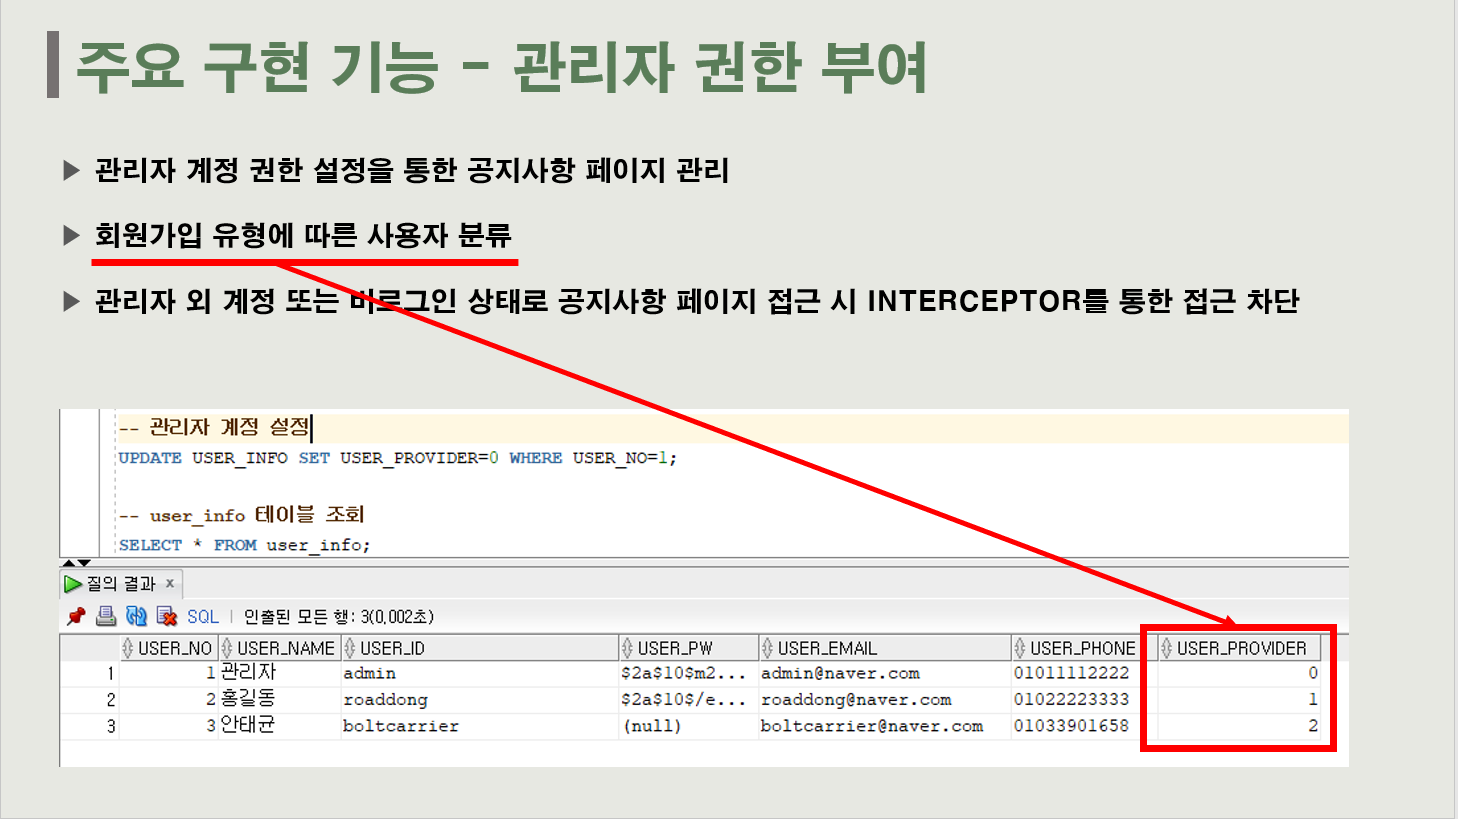 주요 구현 기능 - 관리자 권한 부여
관리자 계정 권한 설정을 통한 공지사항 페이지 관리
회원가입 유형에 따른 사용자 분류
관리자 외 계정 또는 비로그인 상태로 공지사항 페이지 접근 시 INTERCEPTOR를 통한 접근 차단
-- 관리자 계정 설정
UPDATE USER_INFO SET USER_PROVIDER=0 WHERE USER_NO=1;
-- user_info 테이블 조회
SELECT * FROM user_info;
질의 결과 x
SQL | 인출된 모든 행: 3(0,002초)
USER_NO USER_NAME USER_ID USER_PW USER_EMAIL USER_PHONE USER_PROVIDER
1 1 관리자 admin $2a$10$m2... admin@naver.com 01011112222 0
2 2 홍길동 roaddong $2a$10$/e... roaddong@naver.com 01022223333 1
3 3 안태균 boltcarrier (null) boltcarrier@naver.com 01033901658 2